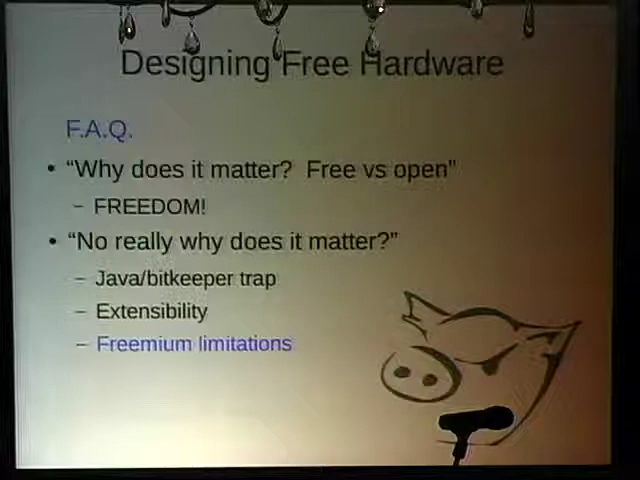 Designing Free Hardware
F.A.Q.
• “Why does it matter? Free vs open”
– FREEDOM!
• “No really why does it matter?”
– Java/bitkeeper trap
– Extensibility
– Freemium limitations